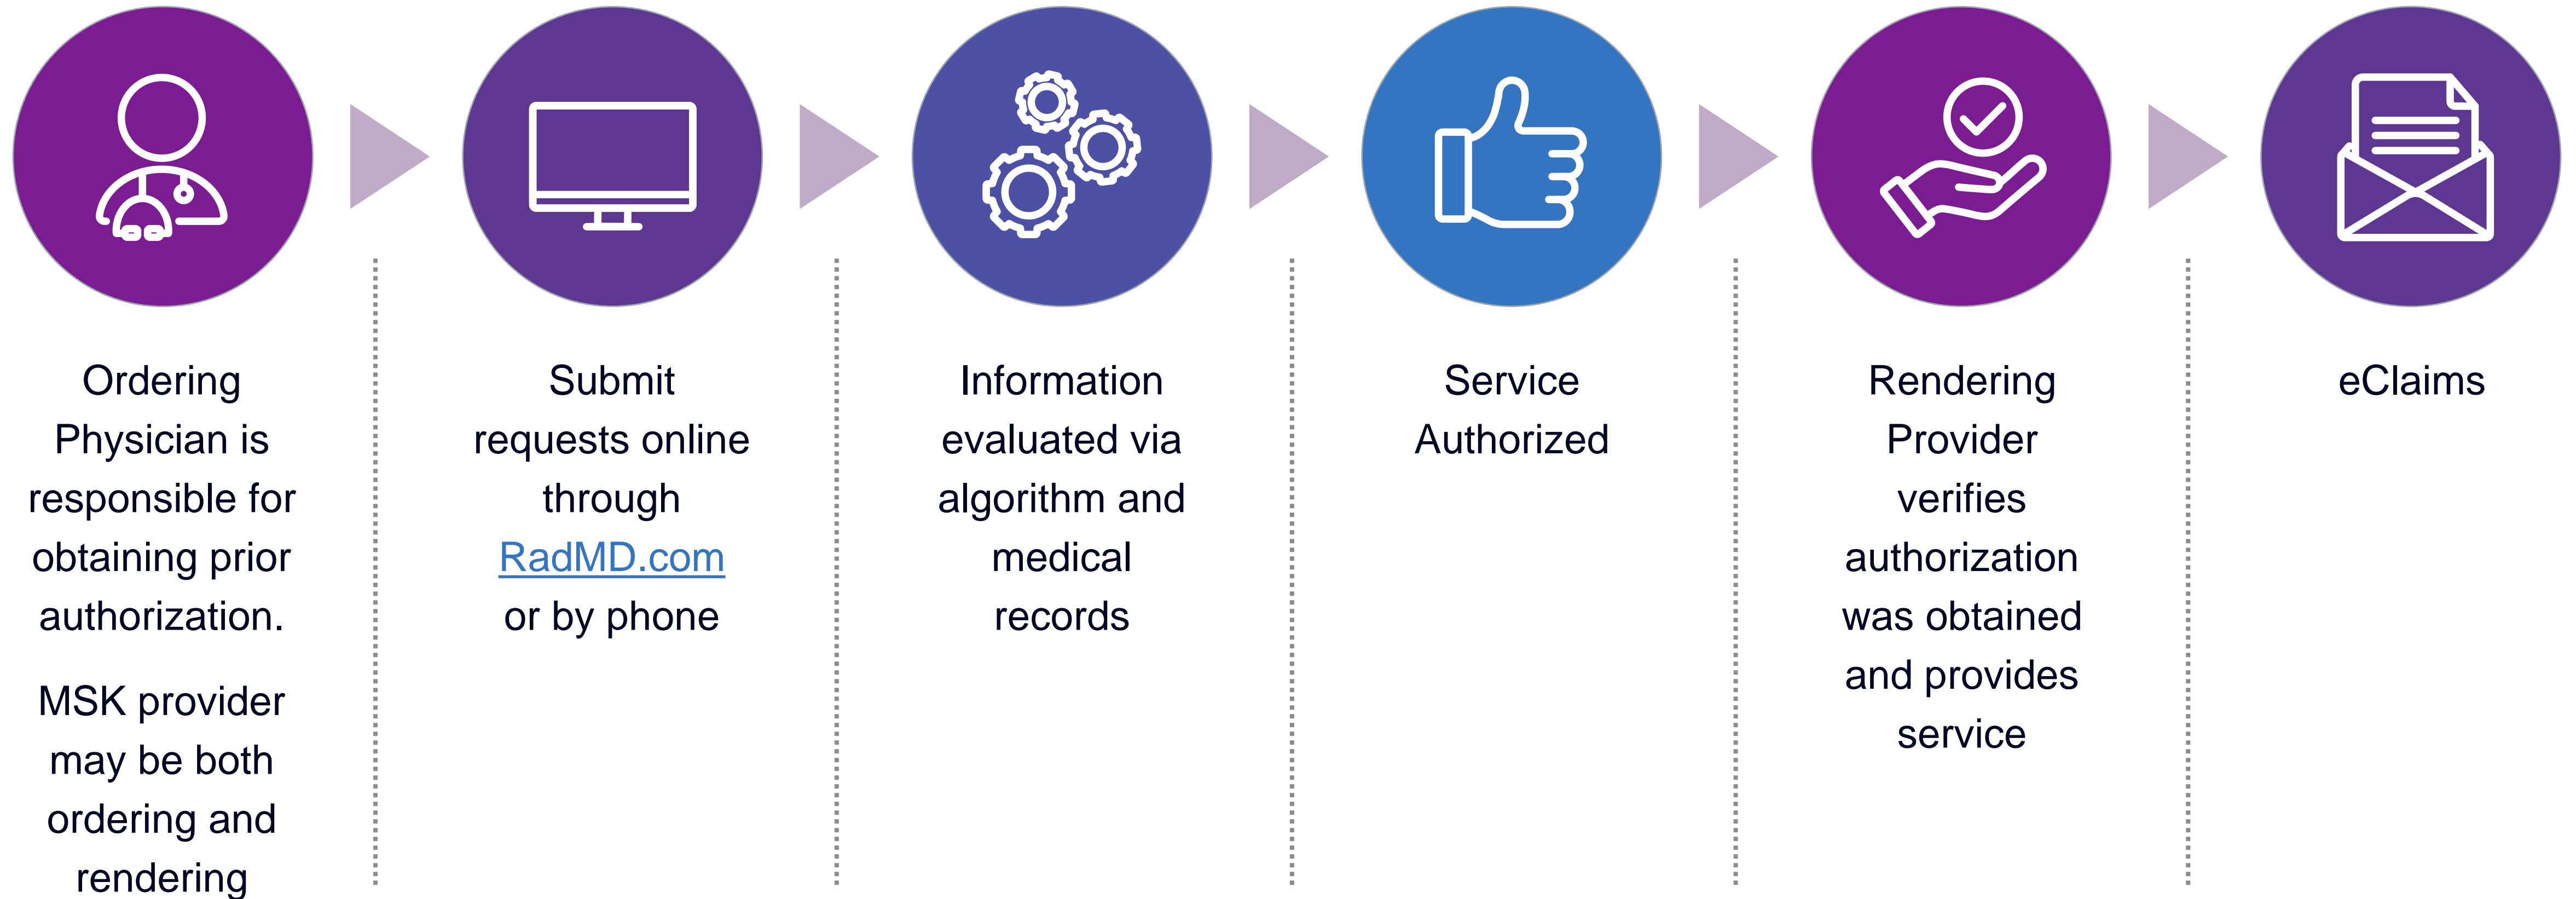 Ordering
Physician is
responsible for
obtaining prior
authorization.
MSK provider
may be both
ordering and
rendering
Submit
requests online
through
RadMD.com
or by phone
Information
evaluated via
algorithm and
medical
records
Service
Authorized
Rendering
Provider
verifies
authorization
was obtained
and provides
service
eClaims